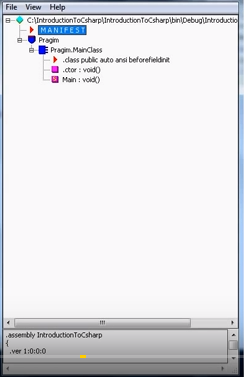 File View Help
C:\IntroductionToCsharp\IntroductionToCsharp\bin\Debug\Introductio
MANIFEST
Pragim
Pragim.MainClass
.class public auto ansi beforefieldinit
.ctor : void()
Main : void()
.assembly IntroductionToCsharp
{
.ver 1:0:0:0